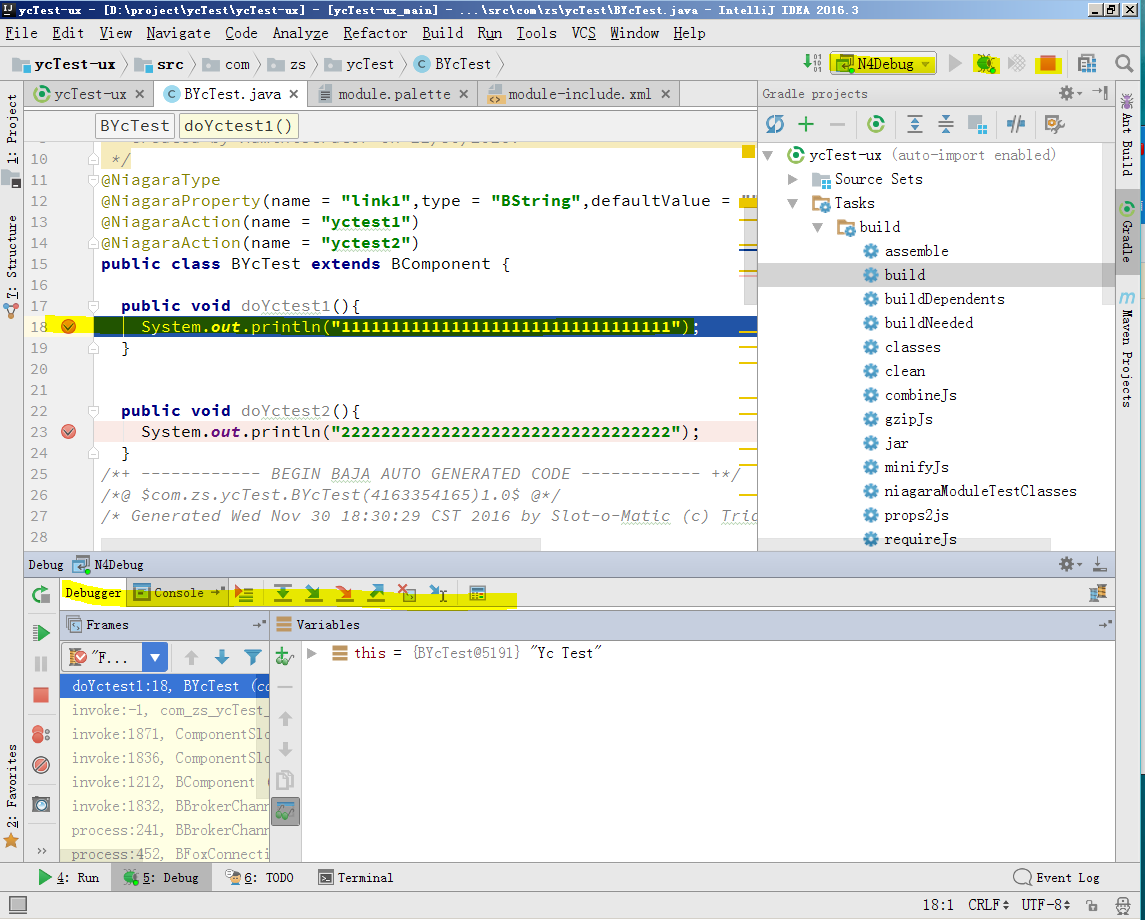 ycTest-ux - [D:\project\ycTest\ycTest-ux] - [ycTest-ux_main] - ...\src\com\zs\ycTest\BYcTest.java - IntelliJ IDEA 2016.3
File Edit View Navigate Code Analyze Refactor Build Run Tools VCS Window Help
ycTest-ux src com zs ycTest BYcTest N4Debug
ycTest-ux BYcTest.java module.palette module-include.xml
BYcTest doYctest1()
10 */
11 @NiagaraType
12 @NiagaraProperty(name = "link1",type = "BString",defaultValue =
13 @NiagaraAction(name = "yctest1")
14 @NiagaraAction(name = "yctest2")
15 public class BYcTest extends BComponent {
16
17 public void doYctest1(){
18 System.out.println("111111111111111111111111111111111");
19 }
20
21
22 public void doYctest2(){
23 System.out.println("222222222222222222222222222222222");
24 }
25 /*+ ------------ BEGIN BAJA AUTO GENERATED CODE ------------ +*/
26 /*@ $com.zs.ycTest.BYcTest(4163354165)1.0$ @*/
27 /* Generated Wed Nov 30 18:30:29 CST 2016 by Slot-o-Matic (c) Trid
28
Gradle projects
ycTest-ux (auto-import enabled)
Source Sets
Tasks
build
assemble
build
buildDependents
buildNeeded
classes
clean
combineJs
gzipJs
jar
minifyJs
niagaraModuleTestClasses
props2js
requireJs
1: Project
7: Structure
2: Favorites
Ant Build
Gradle
Maven Projects
Debug N4Debug
Debugger Console
Frames Variables
"F...
this = {BYcTest@5191} "Yc Test"
doYctest1:18, BYcTest (co
invoke:-1, com_zs_ycTest_
invoke:1871, ComponentSlo
invoke:1836, ComponentSlo
invoke:1212, BComponent (
invoke:1832, BBrokerChann
process:241, BBrokerChann
process:452, BFoxConnecti
4: Run 5: Debug 6: TODO Terminal Event Log
18:1 CRLF UTF-8